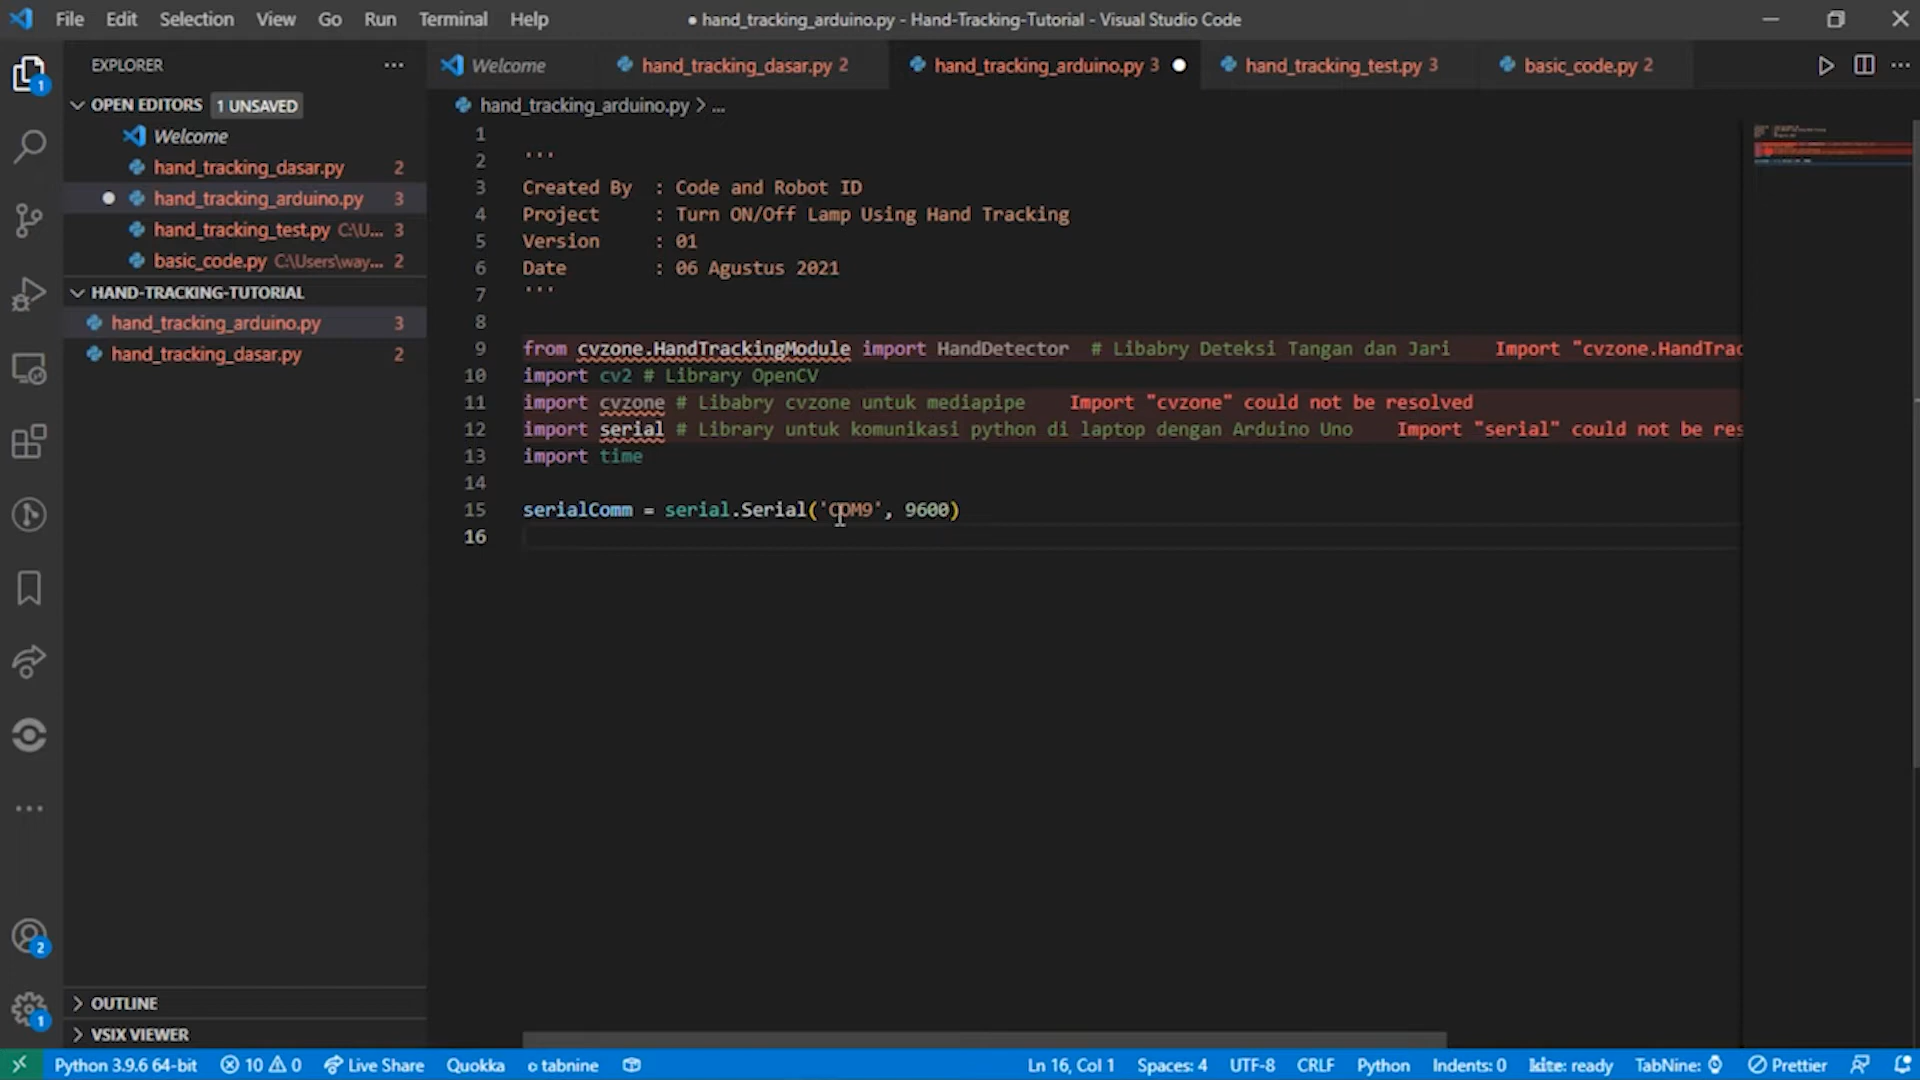 File Edit Selection View Go Run Terminal Help
● hand_tracking_arduino.py - Hand-Tracking-Tutorial - Visual Studio Code
EXPLORER ...
Welcome hand_tracking_dasar.py 2 hand_tracking_arduino.py 3 hand_tracking_test.py 3 basic_code.py 2 ...
1
OPEN EDITORS 1 UNSAVED
Welcome
hand_tracking_dasar.py 2
hand_tracking_arduino.py 3
hand_tracking_test.py C:\U... 3
basic_code.py C:\Users\way... 2
HAND-TRACKING-TUTORIAL
hand_tracking_arduino.py 3
hand_tracking_dasar.py 2
hand_tracking_arduino.py > ...
1
2 '''
3 Created By : Code and Robot ID
4 Project : Turn ON/Off Lamp Using Hand Tracking
5 Version : 01
6 Date : 06 Agustus 2021
7 '''
8
9 from cvzone.HandTrackingModule import HandDetector # Libabry Deteksi Tangan dan Jari Import "cvzone.HandTrac
10 import cv2 # Library OpenCV
11 import cvzone # Libabry cvzone untuk mediapipe Import "cvzone" could not be resolved
12 import serial # Library untuk komunikasi python di laptop dengan Arduino Uno Import "serial" could not be res
13 import time
14
15 serialComm = serial.Serial('COM9', 9600)
16
2
1
OUTLINE
VSIX VIEWER
Python 3.9.6 64-bit 10 0 Live Share Quokka tabnine Ln 16, Col 1 Spaces: 4 UTF-8 CRLF Python Indents: 0 kite: ready TabNine: Prettier